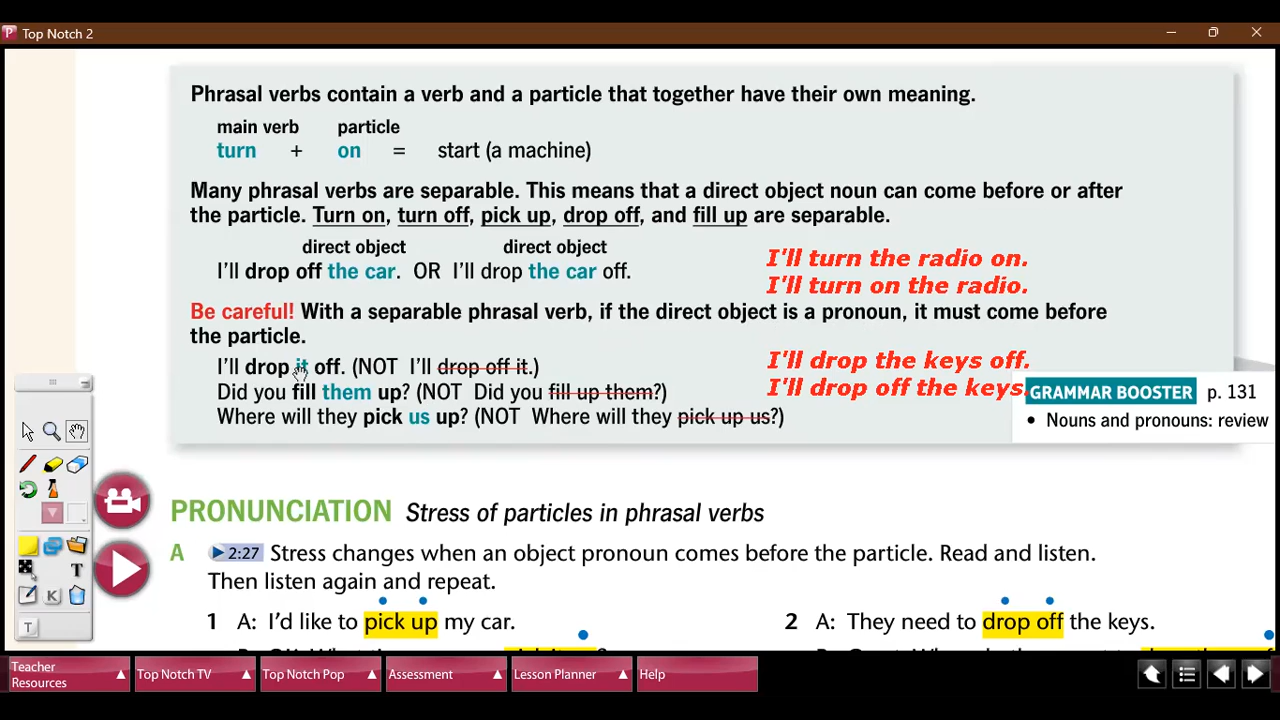 Top Notch 2
Phrasal verbs contain a verb and a particle that together have their own meaning.
main verb particle
turn + on = start (a machine)
Many phrasal verbs are separable. This means that a direct object noun can come before or after
the particle. Turn on, turn off, pick up, drop off, and fill up are separable.
direct object direct object
I'll drop off the car. OR I'll drop the car off.
I'll turn the radio on.
I'll turn on the radio.
Be careful! With a separable phrasal verb, if the direct object is a pronoun, it must come before
the particle.
I'll drop it off. (NOT I'll drop off it.)
Did you fill them up? (NOT Did you fill up them?)
Where will they pick us up? (NOT Where will they pick up us?)
I'll drop the keys off.
I'll drop off the keys.
GRAMMAR BOOSTER p. 131
• Nouns and pronouns: review
PRONUNCIATION Stress of particles in phrasal verbs
A 2:27 Stress changes when an object pronoun comes before the particle. Read and listen.
Then listen again and repeat.
1 A: I'd like to pick up my car.
2 A: They need to drop off the keys.
Teacher
Resources
Top Notch TV
Top Notch Pop
Assessment
Lesson Planner
Help